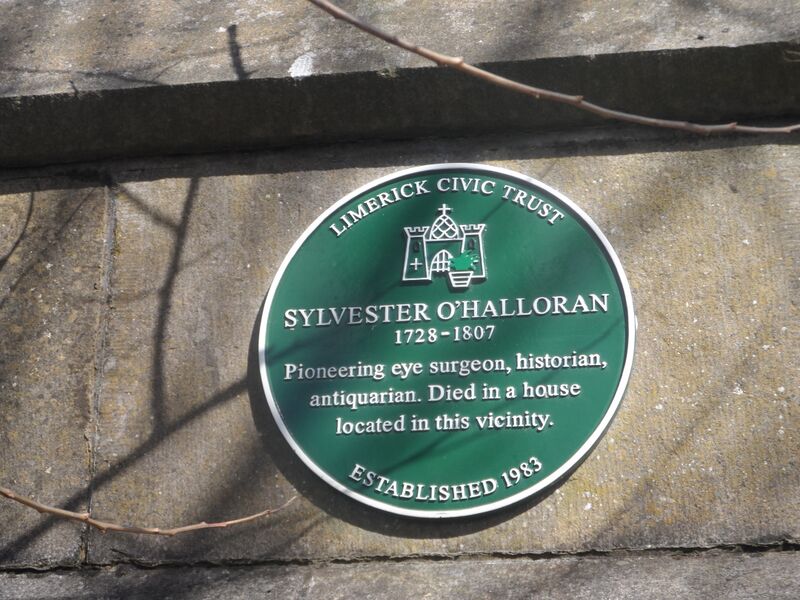 LIMERICK CIVIC TRUST
SYLVESTER O'HALLORAN
1728-1807
Pioneering eye surgeon, historian,
antiquarian. Died in a house
located in this vicinity.
ESTABLISHED 1983